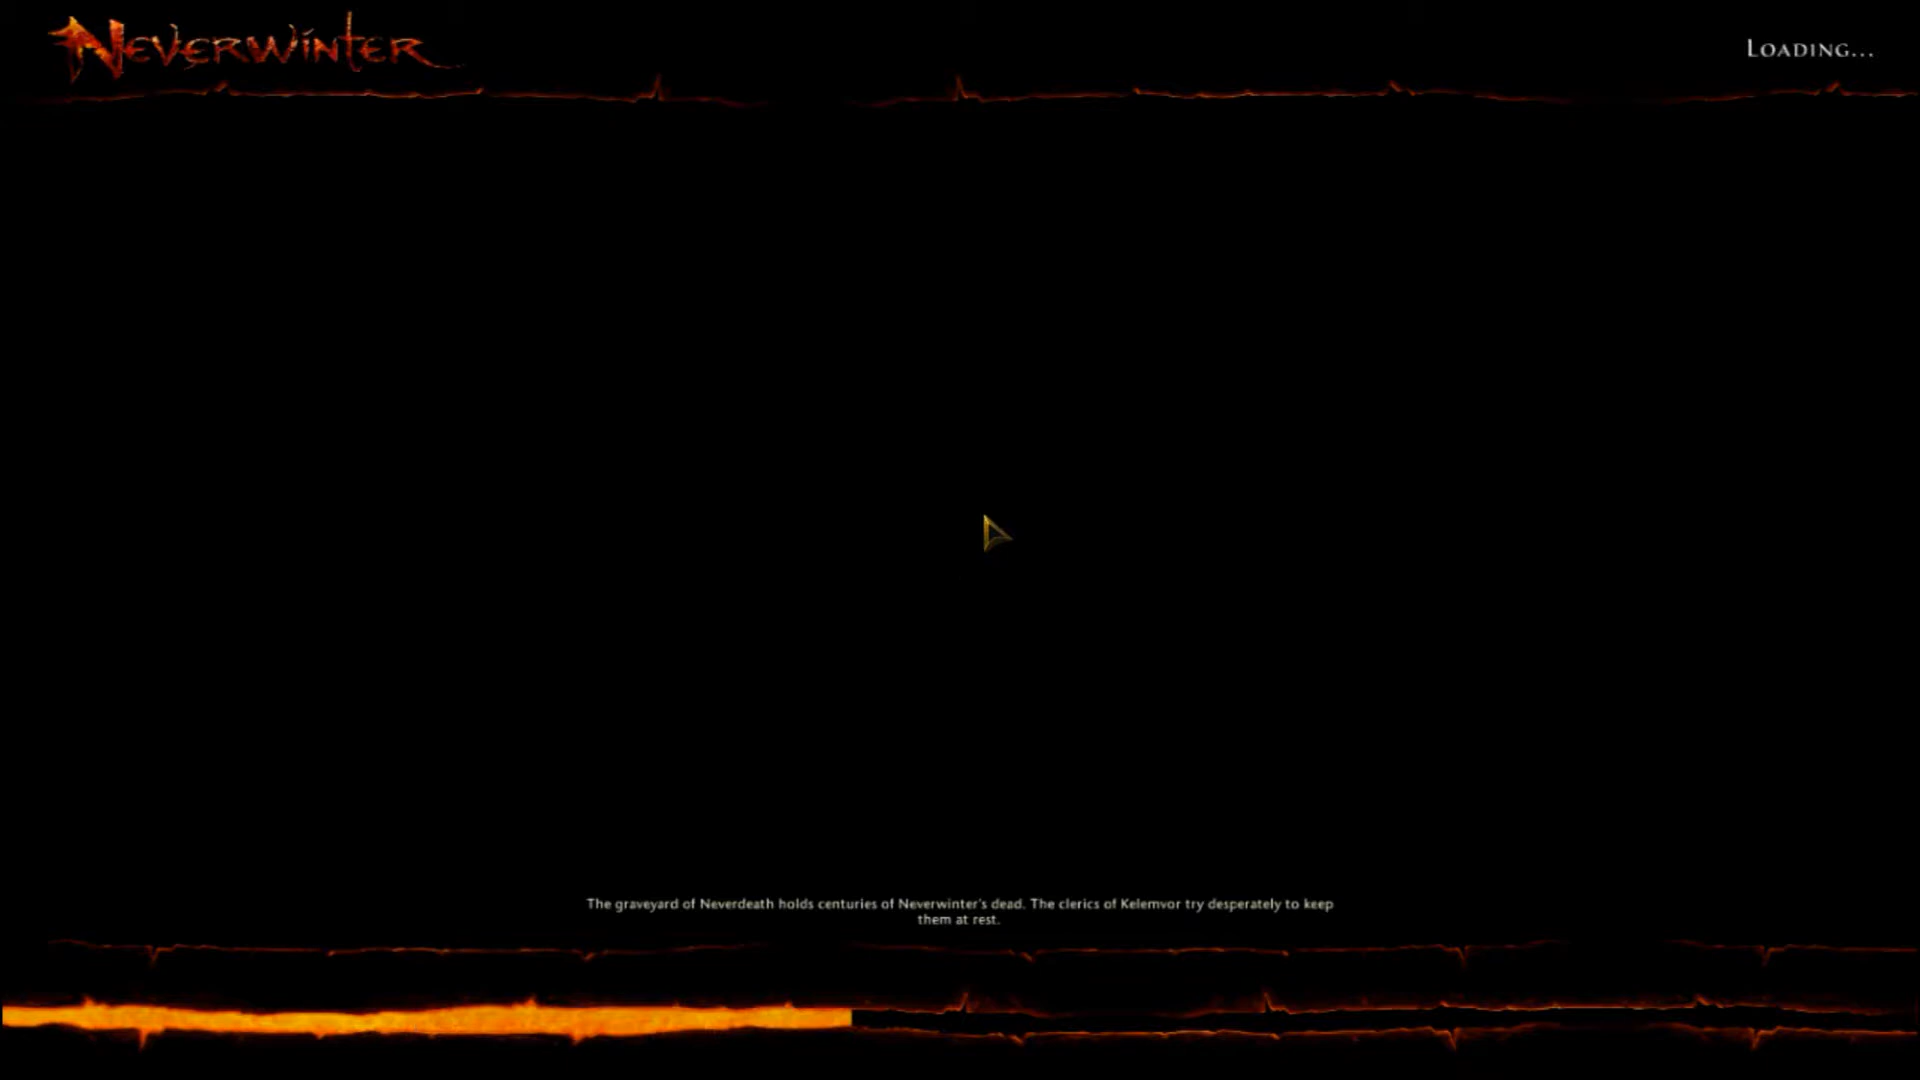 NEVERWINTER
LOADING...
The graveyard of Neverdeath holds centuries of Neverwinter's dead. The clerics of Kelemvor try desperately to keep
them at rest.